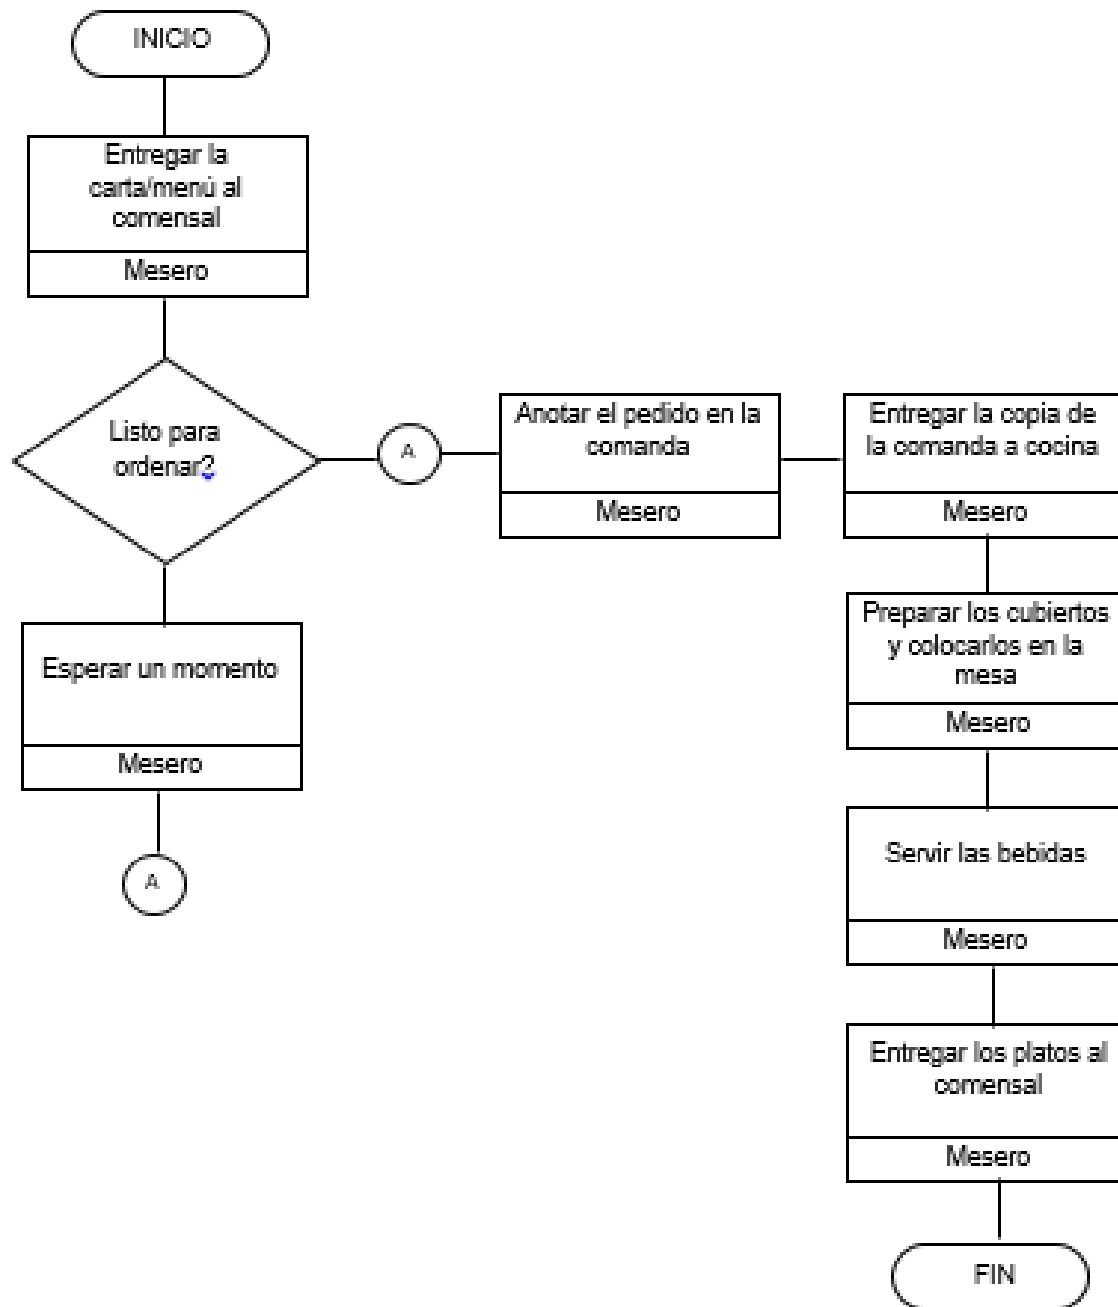 INICIO
Entregar la
carta/menú al
comensal
Mesero
Listo para
ordenar?
Esperar un momento
Mesero
A
A
Anotar el pedido en la
comanda
Mesero
Entregar la copia de
la comanda a cocina
Mesero
Preparar los cubiertos
y colocarlos en la
mesa
Mesero
Servir las bebidas
Mesero
Entregar los platos al
comensal
Mesero
FIN